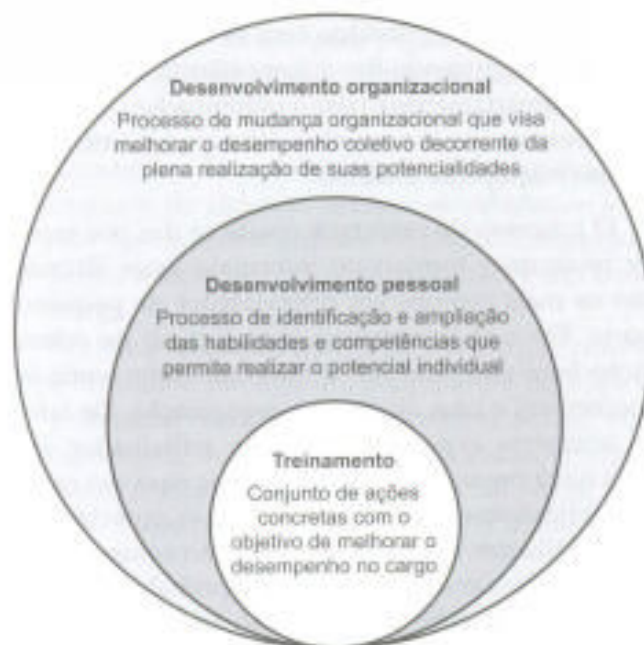 Desenvolvimento organizacional
Processo de mudança organizacional que visa
melhorar o desempenho coletivo decorrente da
plena realização de suas potencialidades
Desenvolvimento pessoal
Processo de identificação e ampliação
das habilidades e competências que
permite realizar o potencial individual
Treinamento
Conjunto de ações
concretas com o
objetivo de melhorar o
desempenho no cargo